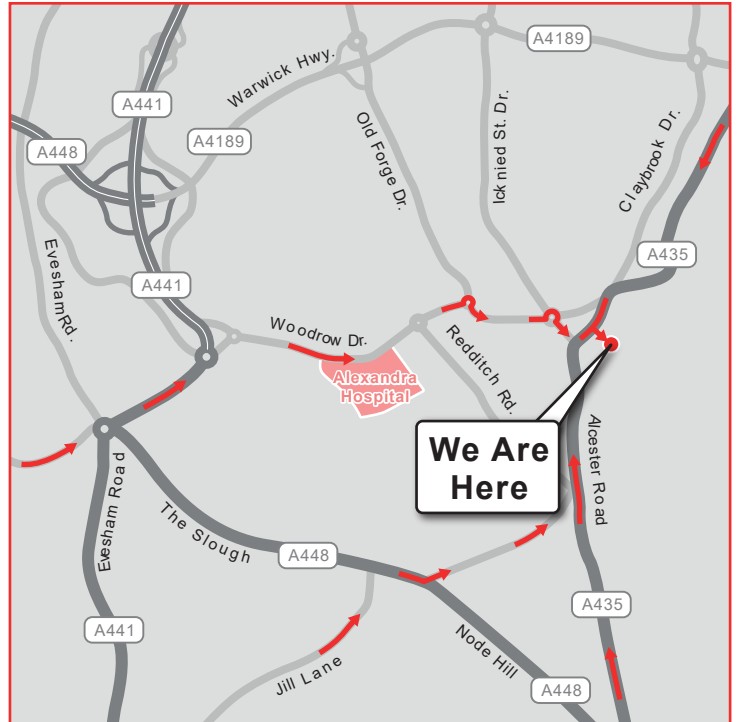 A4189
A441
Warwick Hwy.
A448
A4189
Old Forge Dr.
Icknied St. Dr.
Claybrook Dr.
A435
Evesham Rd.
A441
Woodrow Dr.
Alexandra
Hospital
Redditch Rd.
We Are
Here
Alcester Road
Evesham Road
The Slough
A448
A435
A441
Jill Lane
Node Hill
A448